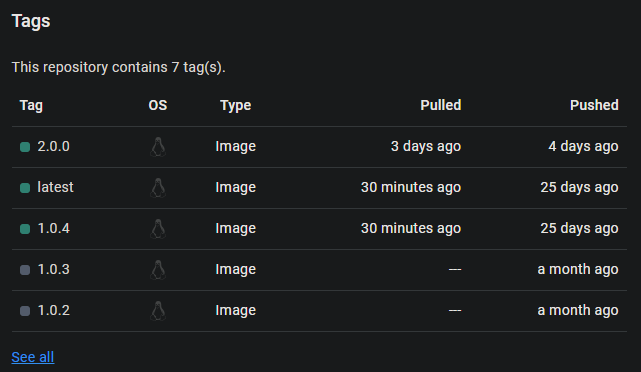 Tags
This repository contains 7 tag(s).
Tag OS Type Pulled Pushed
2.0.0 Image 3 days ago 4 days ago
latest Image 30 minutes ago 25 days ago
1.0.4 Image 30 minutes ago 25 days ago
1.0.3 Image --- a month ago
1.0.2 Image --- a month ago
See all